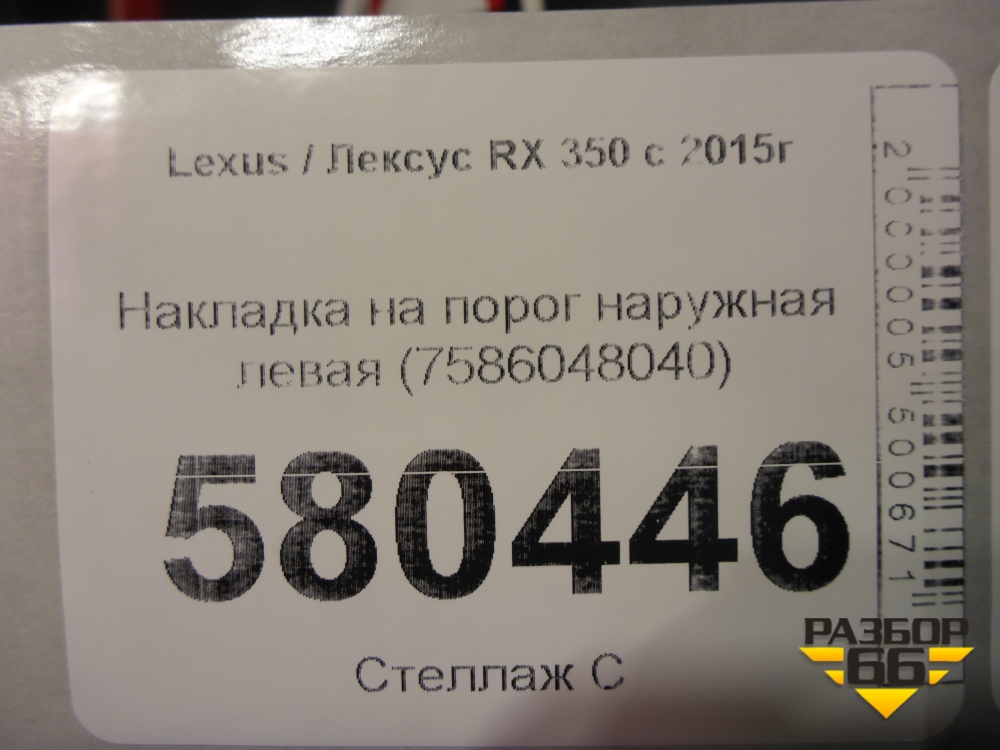 Lexus / Лексус RX 350 с 2015г
Накладка на порог наружная
левая (7586048040)
580446
Стеллаж С
2000005500671
РАЗБОР
66